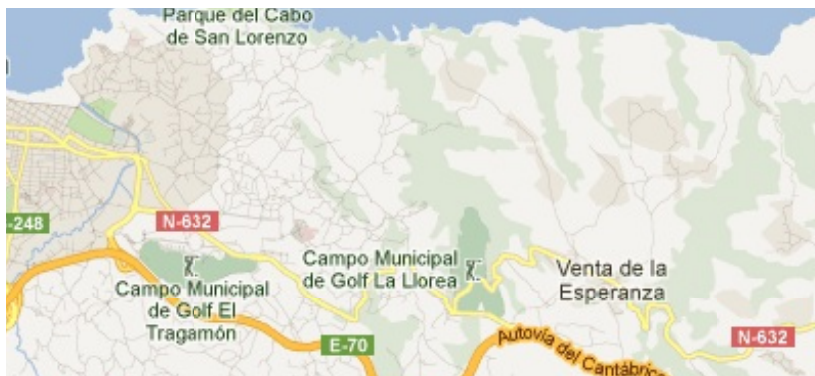 Parque del Cabo
de San Lorenzo
-248
N-632
Campo Municipal
de Golf La Llorea
Venta de la
Esperanza
Campo Municipal
de Golf El
Tragamón
E-70
Autovía del Cantábrico
N-632